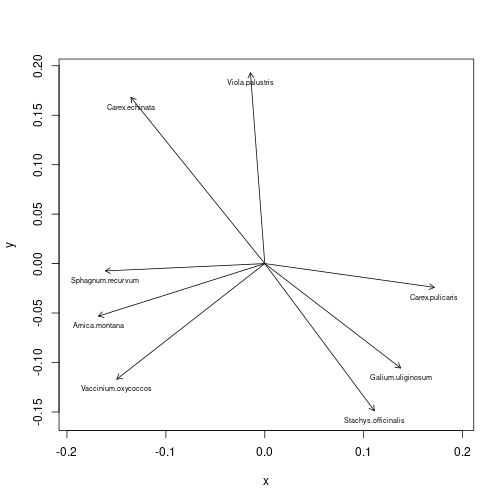 0.20
Viola.palustris
Carex.echinata
0.15
0.10
0.05
y
0.00
Sphagnum.recurvum
Carex.pulicaris
-0.05
Arnica.montana
Galium.uliginosum
-0.10
Vaccinium.oxycoccos
-0.15
Stachys.officinalis
-0.2 -0.1 0.0 0.1 0.2
x